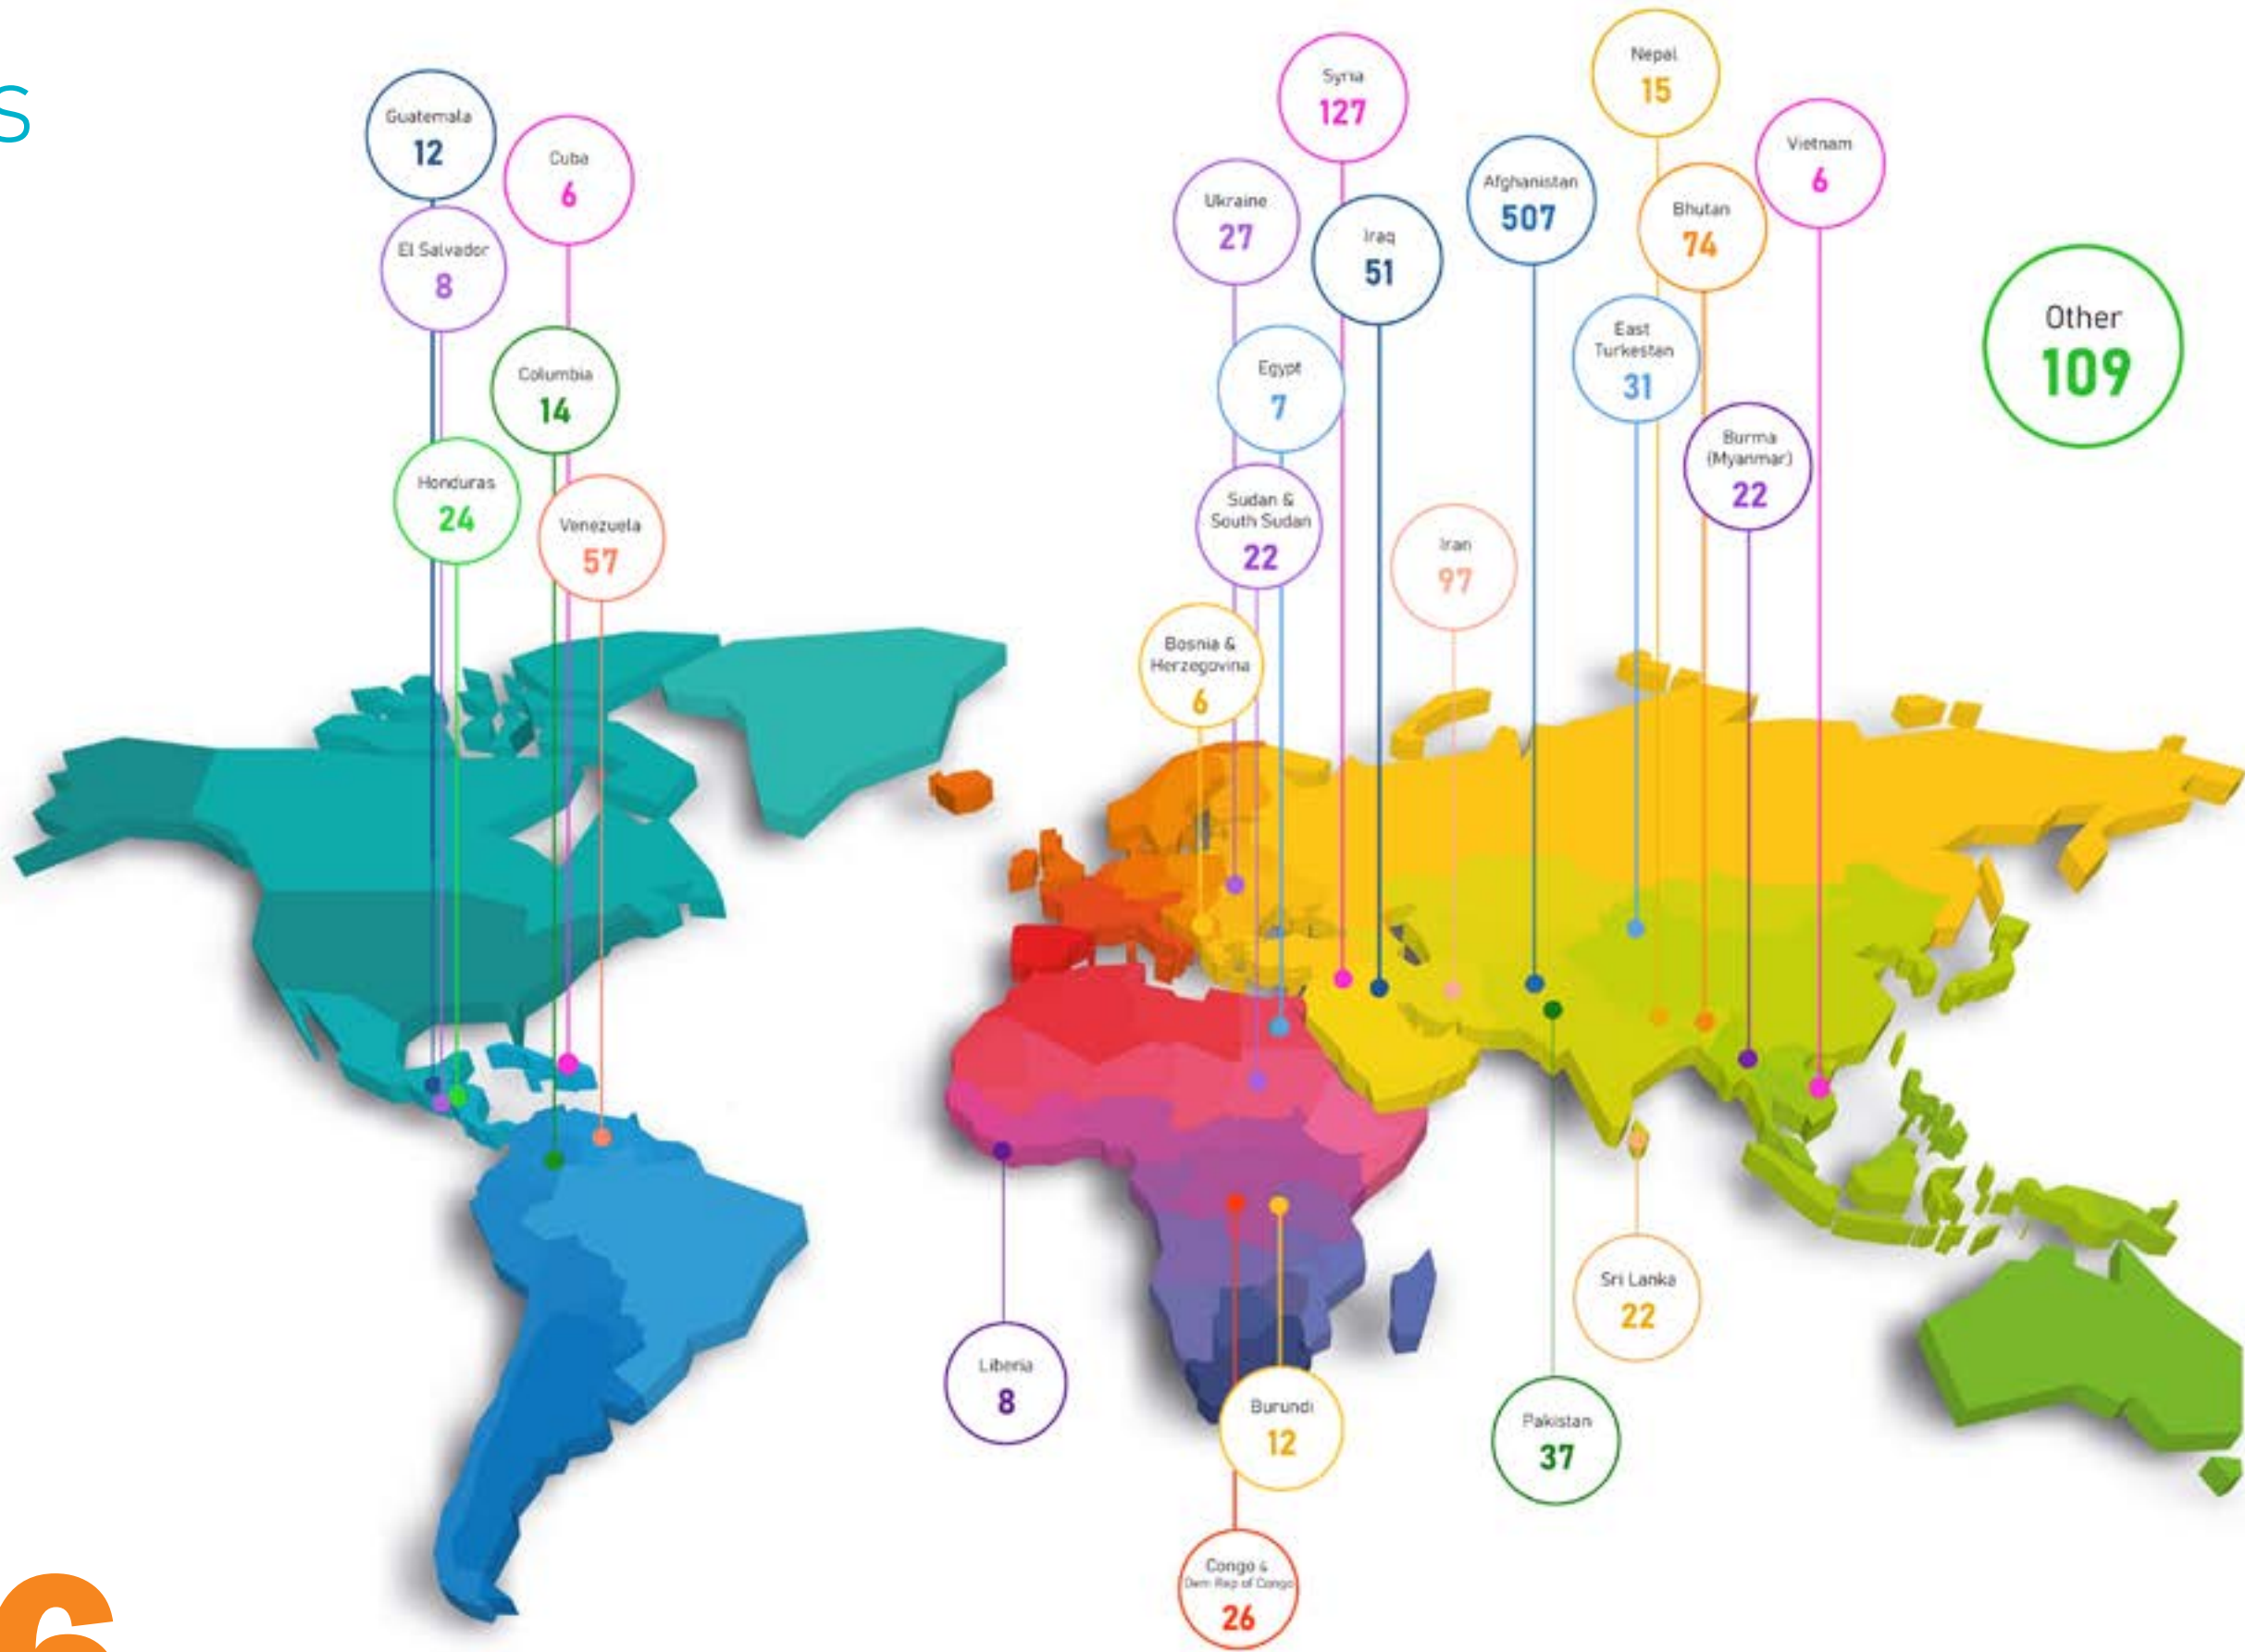 s
Guatemala
12
El Salvador
8
Cuba
6
Columbia
14
Honduras
24
Venezuela
57
Syria
127
Ukraine
27
Iraq
51
Egypt
7
Sudan &
South Sudan
22
Bosnia &
Herzegovina
6
Iran
97
Afghanistan
507
Nepal
15
Bhutan
74
Vietnam
6
East
Turkestan
31
Burma
(Myanmar)
22
Other
109
Liberia
8
Burundi
12
Congo &
Dem Rep of Congo
26
Pakistan
37
Sri Lanka
22
6